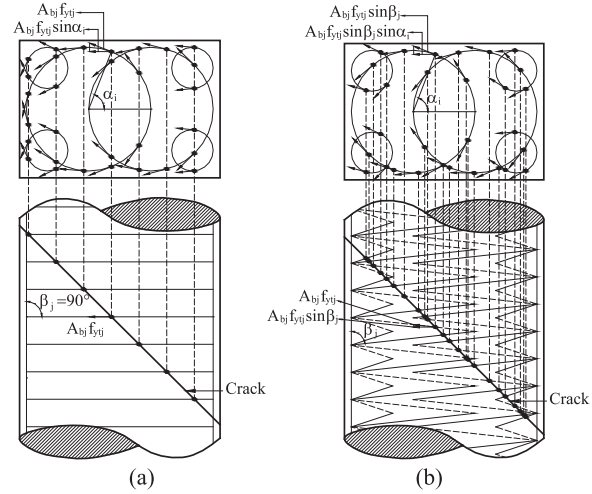 A_bj f_ytj
A_bj f_ytj sinα_i
α_i
β_j=90°
A_bj f_ytj
Crack
(a)
A_bj f_ytj sinβ_j
A_bj f_ytj sinβ_j sinα_i
α_i
A_bj f_ytj
A_bj f_ytj sinβ_j
β_j
Crack
(b)